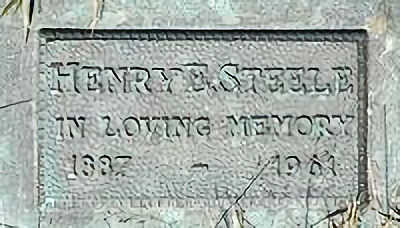 HENRY E. STEELE
IN LOVING MEMORY
1887 - 1961